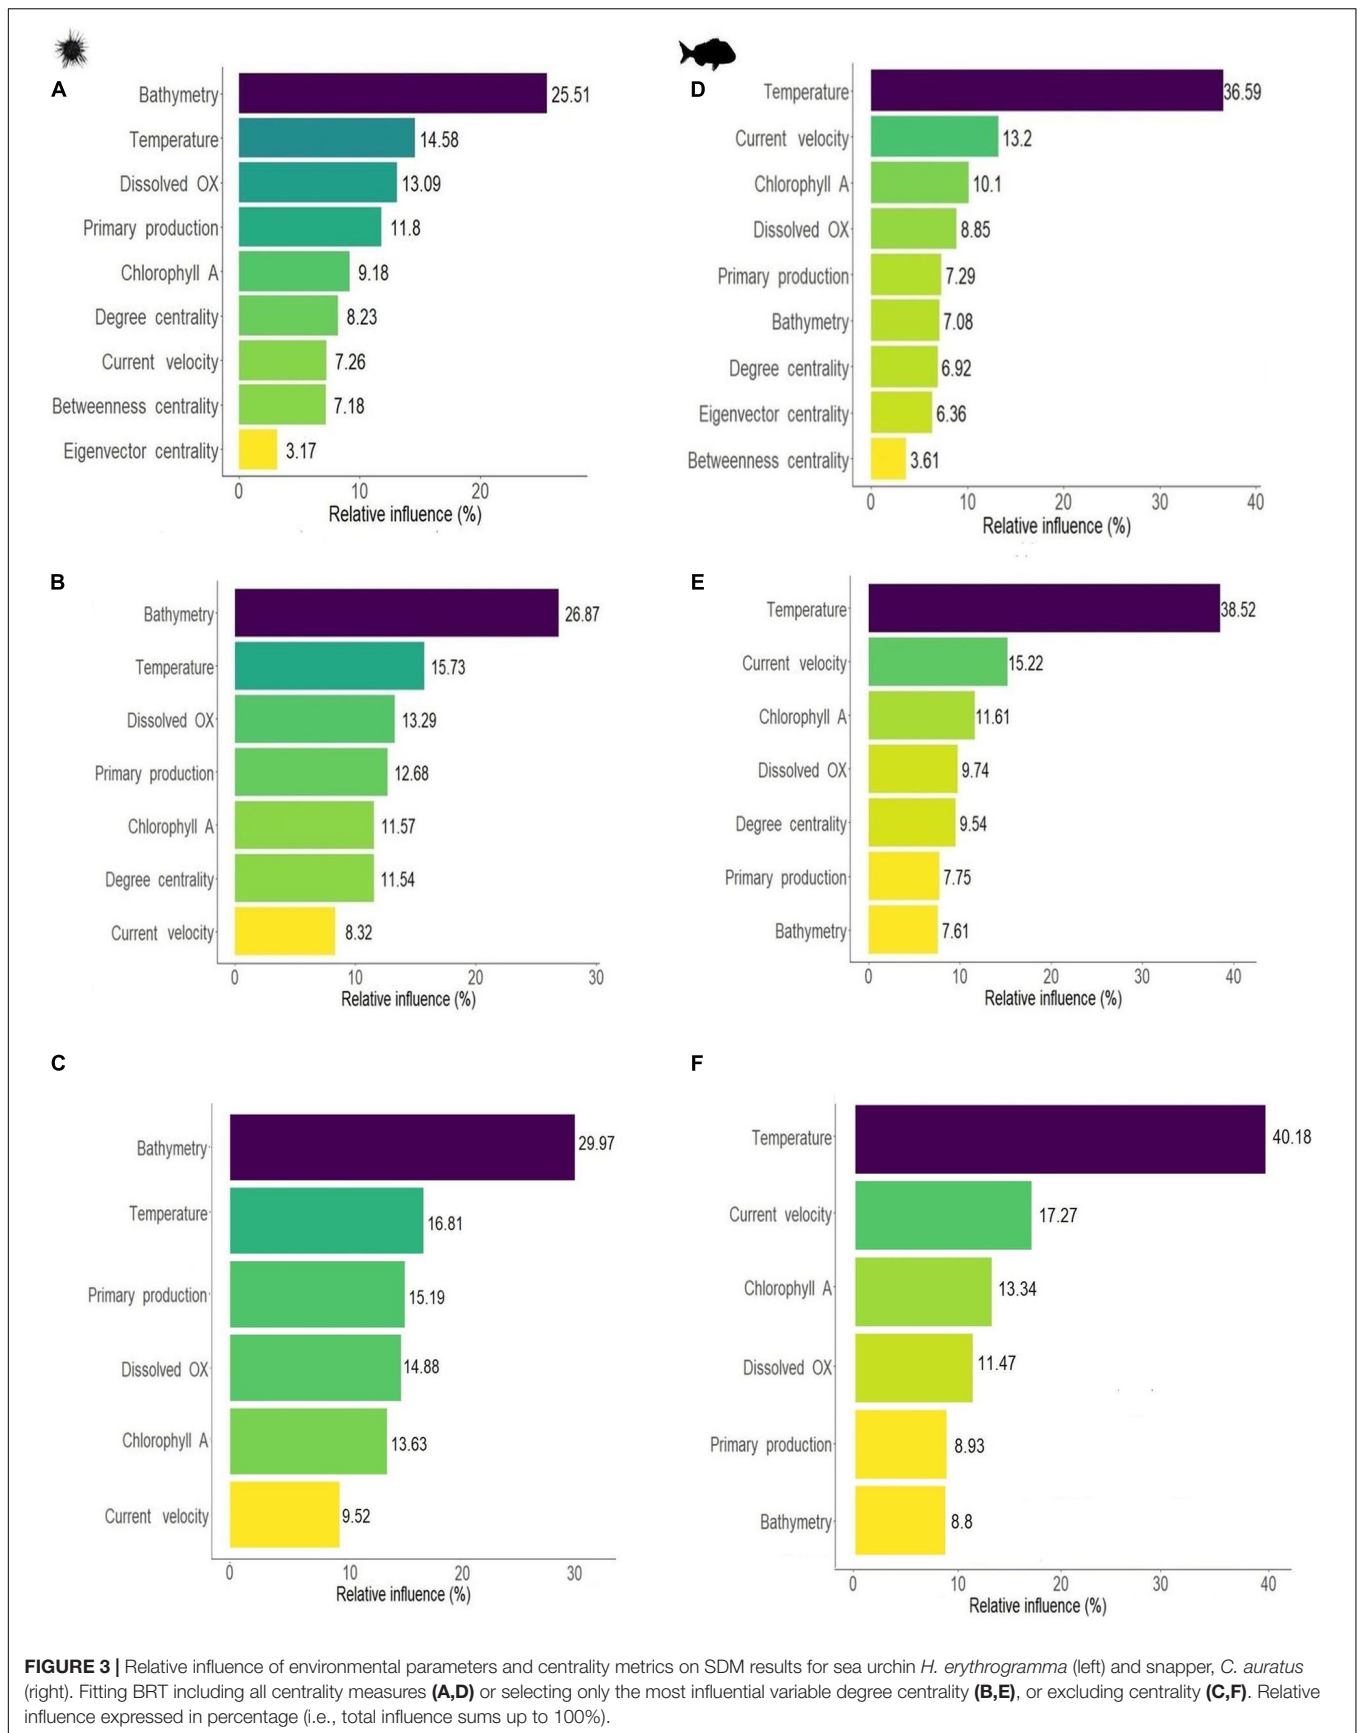 A
Bathymetry 25.51
Temperature 14.58
Dissolved OX 13.09
Primary production 11.8
Chlorophyll A 9.18
Degree centrality 8.23
Current velocity 7.26
Betweenness centrality 7.18
Eigenvector centrality 3.17
0 10 20
Relative influence (%)
D
Temperature 36.59
Current velocity 13.2
Chlorophyll A 10.1
Dissolved OX 8.85
Primary production 7.29
Bathymetry 7.08
Degree centrality 6.92
Eigenvector centrality 6.36
Betweenness centrality 3.61
0 10 20 30 40
Relative influence (%)
B
Bathymetry 26.87
Temperature 15.73
Dissolved OX 13.29
Primary production 12.68
Chlorophyll A 11.57
Degree centrality 11.54
Current velocity 8.32
0 10 20 30
Relative influence (%)
E
Temperature 38.52
Current velocity 15.22
Chlorophyll A 11.61
Dissolved OX 9.74
Degree centrality 9.54
Primary production 7.75
Bathymetry 7.61
0 10 20 30 40
Relative influence (%)
C
Bathymetry 29.97
Temperature 16.81
Primary production 15.19
Dissolved OX 14.88
Chlorophyll A 13.63
Current velocity 9.52
0 10 20 30
Relative influence (%)
F
Temperature 40.18
Current velocity 17.27
Chlorophyll A 13.34
Dissolved OX 11.47
Primary production 8.93
Bathymetry 8.8
0 10 20 30 40
Relative influence (%)
FIGURE 3 | Relative influence of environmental parameters and centrality metrics on SDM results for sea urchin H. erythrogramma (left) and snapper, C. auratus
(right). Fitting BRT including all centrality measures (A,D) or selecting only the most influential variable degree centrality (B,E), or excluding centrality (C,F). Relative
influence expressed in percentage (i.e., total influence sums up to 100%).